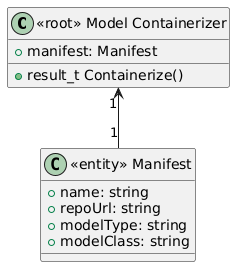 C «root» Model Containerizer
manifest: Manifest
result_t Containerize()
1
1
C «entity» Manifest
name: string
repoUrl: string
modelType: string
modelClass: string